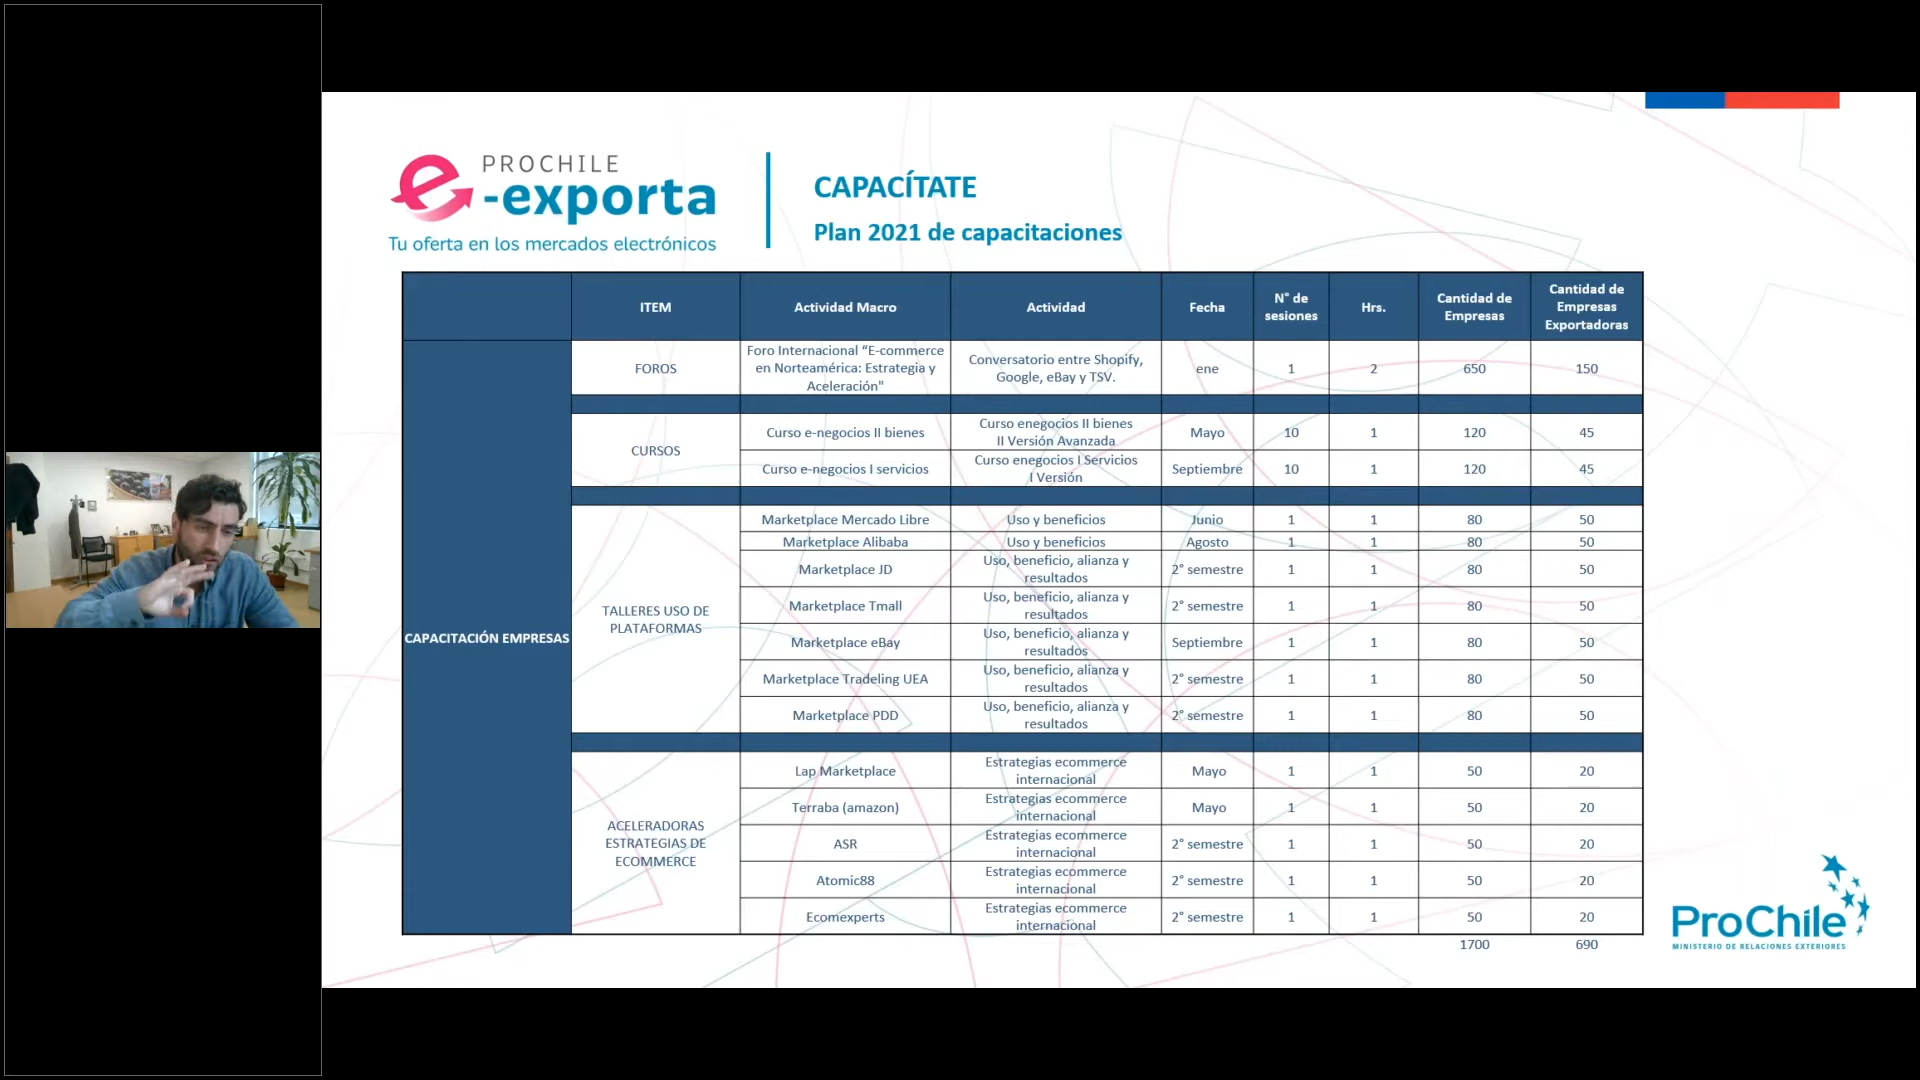 PROCHILE
-exporta
Tu oferta en los mercados electrónicos
CAPACÍTATE
Plan 2021 de capacitaciones
ITEM
Actividad Macro
Actividad
Fecha
N° de
sesiones
Hrs.
Cantidad de
Empresas
Cantidad de
Empresas
Exportadoras
CAPACITACIÓN EMPRESAS
FOROS
Foro Internacional “E-commerce
en Norteamérica: Estrategia y
Aceleración"
Conversatorio entre Shopify,
Google, eBay y TSV.
ene
1
2
650
150
CURSOS
Curso e-negocios II bienes
Curso enegocios II bienes
II Versión Avanzada
Mayo
10
1
120
45
Curso e-negocios I servicios
Curso enegocios I Servicios
I Versión
Septiembre
10
1
120
45
TALLERES USO DE
PLATAFORMAS
Marketplace Mercado Libre
Uso y beneficios
Junio
1
1
80
50
Marketplace Alibaba
Uso y beneficios
Agosto
1
1
80
50
Marketplace JD
Uso, beneficio, alianza y
resultados
2° semestre
1
1
80
50
Marketplace Tmall
Uso, beneficio, alianza y
resultados
2° semestre
1
1
80
50
Marketplace eBay
Uso, beneficio, alianza y
resultados
Septiembre
1
1
80
50
Marketplace Tradeling UEA
Uso, beneficio, alianza y
resultados
2° semestre
1
1
80
50
Marketplace PDD
Uso, beneficio, alianza y
resultados
2° semestre
1
1
80
50
ACELERADORAS
ESTRATEGIAS DE
ECOMMERCE
Lap Marketplace
Estrategias ecommerce
internacional
Mayo
1
1
50
20
Terraba (amazon)
Estrategias ecommerce
internacional
Mayo
1
1
50
20
ASR
Estrategias ecommerce
internacional
2° semestre
1
1
50
20
Atomic88
Estrategias ecommerce
internacional
2° semestre
1
1
50
20
Ecomexperts
Estrategias ecommerce
internacional
2° semestre
1
1
50
20
1700
690
ProChile
MINISTERIO DE RELACIONES EXTERIORES